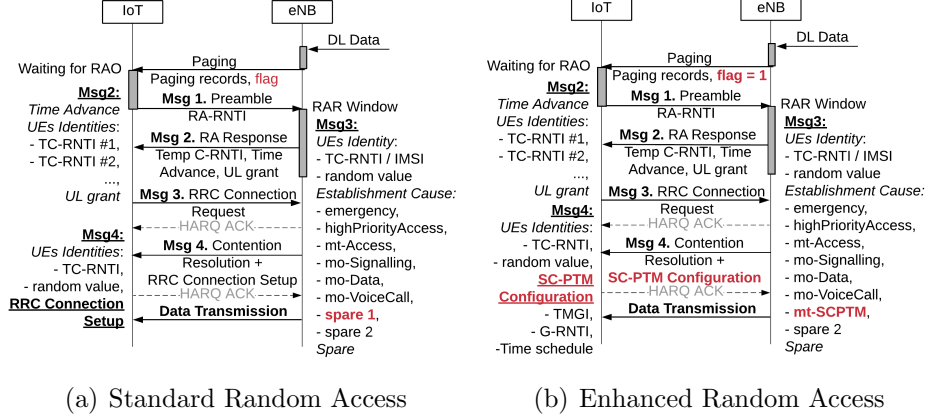 IoT
eNB
DL Data
Paging
Waiting for RAO
Paging records, flag
Msg2:
Msg 1. Preamble
Time Advance
RA-RNTI
RAR Window
UEs Identities:
Msg3:
- TC-RNTI #1,
Msg 2. RA Response
UEs Identity:
- TC-RNTI #2,
Temp C-RNTI, Time
- TC-RNTI / IMSI
...,
Advance, UL grant
- random value
UL grant
Msg 3. RRC Connection
Establishment Cause:
Request
- emergency,
HARQ ACK
- highPriorityAccess,
Msg4:
Msg 4. Contention
- mt-Access,
UEs Identities:
Resolution +
- mo-Signalling,
- TC-RNTI,
RRC Connection Setup
- mo-Data,
- random value,
HARQ ACK
- mo-VoiceCall,
RRC Connection
Data Transmission
- spare 1,
Setup
- spare 2
Spare
(a) Standard Random Access
IoT
eNB
DL Data
Paging
Waiting for RAO
Paging records, flag = 1
Msg2:
Msg 1. Preamble
Time Advance
RA-RNTI
RAR Window
UEs Identities:
Msg3:
- TC-RNTI #1,
Msg 2. RA Response
UEs Identity:
- TC-RNTI #2,
Temp C-RNTI, Time
- TC-RNTI / IMSI
...,
Advance, UL grant
- random value
UL grant
Msg 3. RRC Connection
Establishment Cause:
Request
- emergency,
Msg4:
HARQ ACK
- highPriorityAccess,
UEs Identities:
Msg 4. Contention
- mt-Access,
- TC-RNTI,
Resolution +
- mo-Signalling,
- random value,
SC-PTM Configuration
- mo-Data,
SC-PTM
HARQ ACK
- mo-VoiceCall,
Configuration
Data Transmission
- mt-SCPTM,
- TMGI,
- spare 2
- G-RNTI,
Spare
-Time schedule
(b) Enhanced Random Access